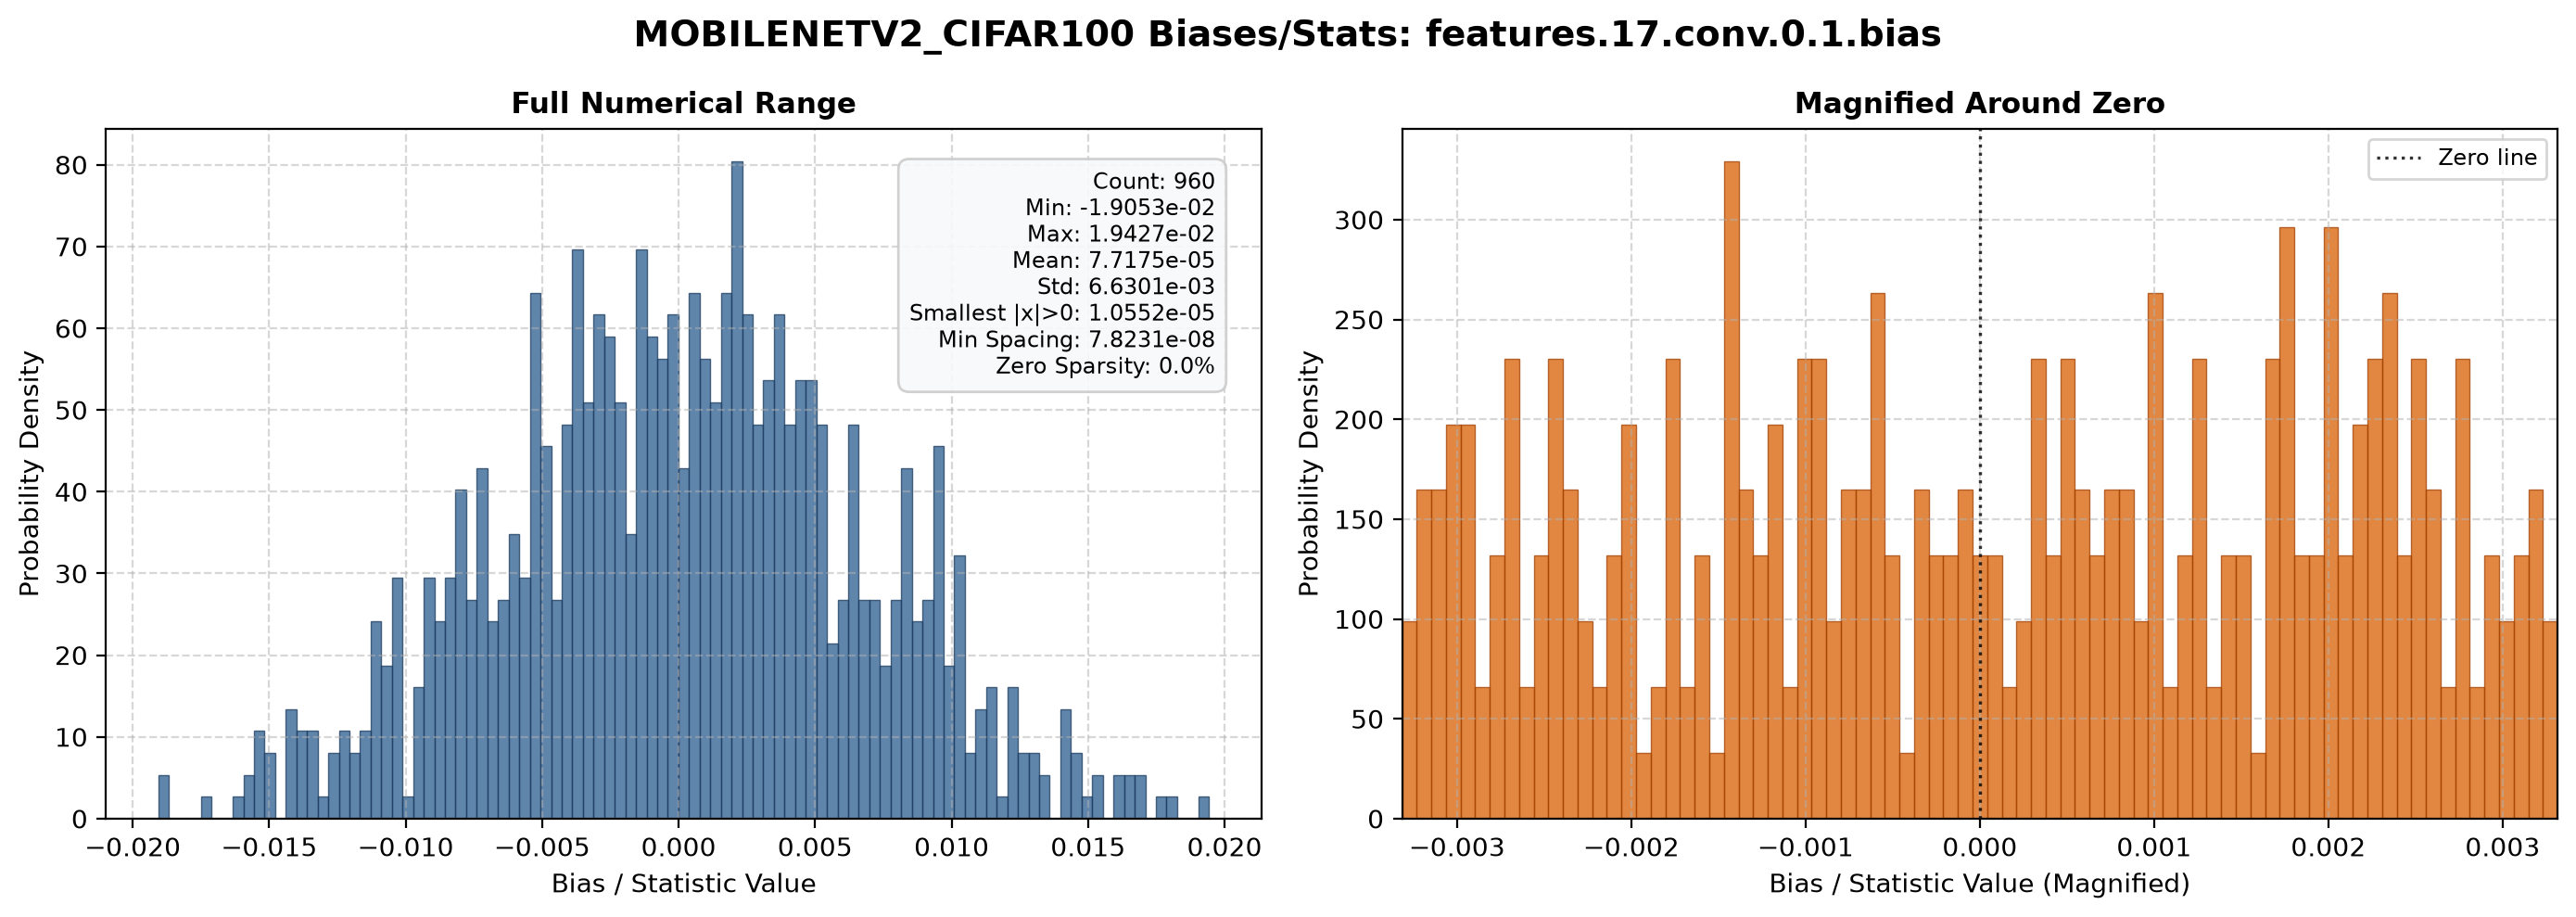 MOBILENETV2_CIFAR100 Biases/Stats: features.17.conv.0.1.bias
Full Numerical Range
80
70
60
50
40
30
20
10
0
Probability Density
Count: 960
Min: -1.9053e-02
Max: 1.9427e-02
Mean: 7.7175e-05
Std: 6.6301e-03
Smallest |x|>0: 1.0552e-05
Min Spacing: 7.8231e-08
Zero Sparsity: 0.0%
−0.020 −0.015 −0.010 −0.005 0.000 0.005 0.010 0.015 0.020
Bias / Statistic Value
Magnified Around Zero
Zero line
300
250
200
150
100
50
0
Probability Density
−0.003 −0.002 −0.001 0.000 0.001 0.002 0.003
Bias / Statistic Value (Magnified)